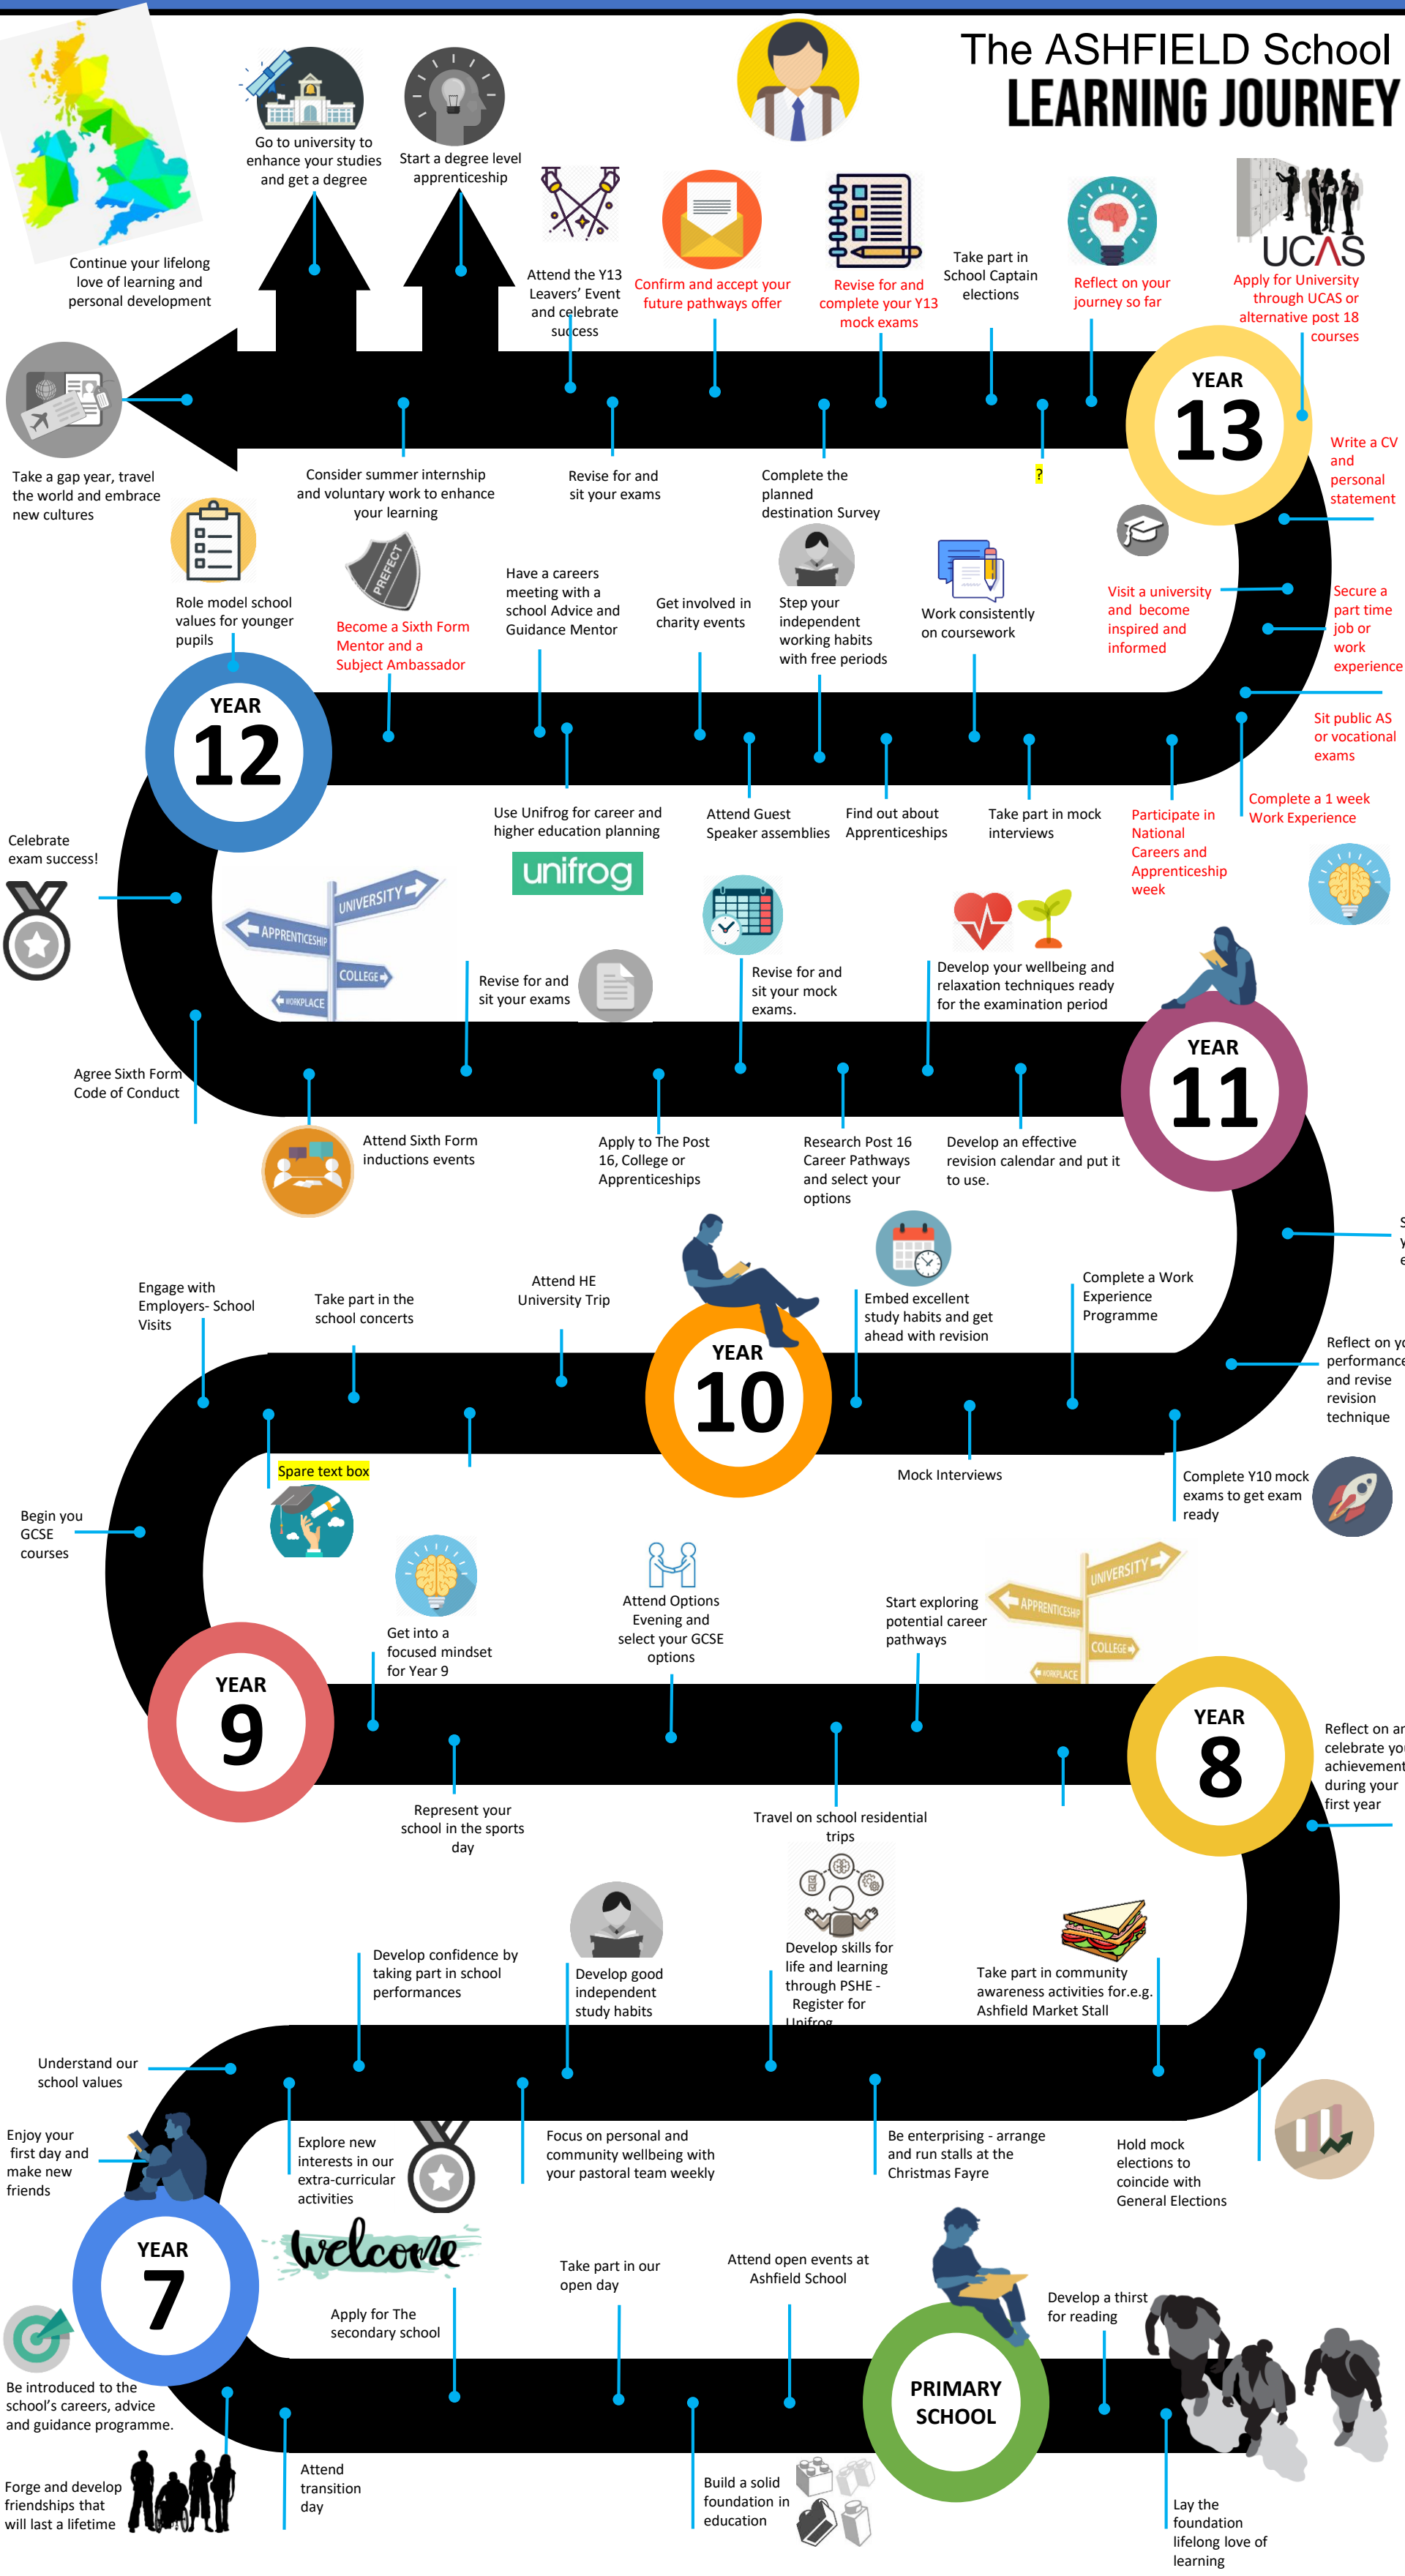 The ASHFIELD School
LEARNING JOURNEY
Go to university to
enhance your studies
and get a degree
Start a degree level
apprenticeship
Continue your lifelong
love of learning and
personal development
Attend the Y13
Leavers' Event
and celebrate
success
Confirm and accept your
future pathways offer
Revise for and
complete your Y13
mock exams
Take part in
School Captain
elections
Reflect on your
journey so far
UCAS
Apply for University
through UCAS or
alternative post 18
courses
YEAR
13
Take a gap year, travel
the world and embrace
new cultures
Consider summer internship
and voluntary work to enhance
your learning
Revise for and
sit your exams
Complete the
planned
destination Survey
?
Write a CV
and
personal
statement
Role model school
values for younger
pupils
PREFECT
Become a Sixth Form
Mentor and a
Subject Ambassador
Have a careers
meeting with a
school Advice and
Guidance Mentor
Get involved in
charity events
Step your
independent
working habits
with free periods
Work consistently
on coursework
Visit a university
and become
inspired and
informed
Secure a
part time
job or
work
experience
Sit public AS
or vocational
exams
YEAR
12
Use Unifrog for career and
higher education planning
unifrog
Attend Guest
Speaker assemblies
Find out about
Apprenticeships
Take part in mock
interviews
Participate in
National
Careers and
Apprenticeship
week
Complete a 1 week
Work Experience
Celebrate
exam success!
UNIVERSITY
APPRENTICESHIP
COLLEGE
WORKPLACE
Revise for and
sit your exams
Revise for and
sit your mock
exams.
Develop your wellbeing and
relaxation techniques ready
for the examination period
YEAR
11
Agree Sixth Form
Code of Conduct
Attend Sixth Form
inductions events
Apply to The Post
16, College or
Apprenticeships
Research Post 16
Career Pathways
and select your
options
Develop an effective
revision calendar and put it
to use.
Engage with
Employers- School
Visits
Take part in the
school concerts
Attend HE
University Trip
YEAR
10
Embed excellent
study habits and get
ahead with revision
Complete a Work
Experience
Programme
Reflect on yo
performance
and revise
revision
technique
Spare text box
Mock Interviews
Complete Y10 mock
exams to get exam
ready
Begin you
GCSE
courses
Get into a
focused mindset
for Year 9
Attend Options
Evening and
select your GCSE
options
Start exploring
potential career
pathways
UNIVERSITY
APPRENTICESHIP
COLLEGE
WORKPLACE
YEAR
9
YEAR
8
Reflect on an
celebrate you
achievement
during your
first year
Represent your
school in the sports
day
Travel on school residential
trips
Develop confidence by
taking part in school
performances
Develop good
independent
study habits
Develop skills for
life and learning
through PSHE -
Register for
Unifrog
Take part in community
awareness activities for.e.g.
Ashfield Market Stall
Understand our
school values
Enjoy your
first day and
make new
friends
Explore new
interests in our
extra-curricular
activities
Focus on personal and
community wellbeing with
your pastoral team weekly
Be enterprising - arrange
and run stalls at the
Christmas Fayre
Hold mock
elections to
coincide with
General Elections
YEAR
7
welcome
Apply for The
secondary school
Take part in our
open day
Attend open events at
Ashfield School
Develop a thirst
for reading
PRIMARY
SCHOOL
Be introduced to the
school's careers, advice
and guidance programme.
Forge and develop
friendships that
will last a lifetime
Attend
transition
day
Build a solid
foundation in
education
Lay the
foundation
lifelong love of
learning